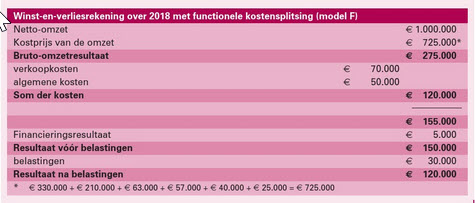 Winst-en-verliesrekening over 2018 met functionele kostensplitsing (model F)
Netto-omzet € 1.000.000
Kostprijs van de omzet € 725.000*
Bruto-omzetresultaat € 275.000
verkoopkosten € 70.000
algemene kosten € 50.000
Som der kosten € 120.000
€ 155.000
Financieringsresultaat € 5.000
Resultaat vóór belastingen € 150.000
belastingen € 30.000
Resultaat na belastingen € 120.000
* € 330.000 + € 210.000 + € 63.000 + € 57.000 + € 40.000 + € 25.000 = € 725.000